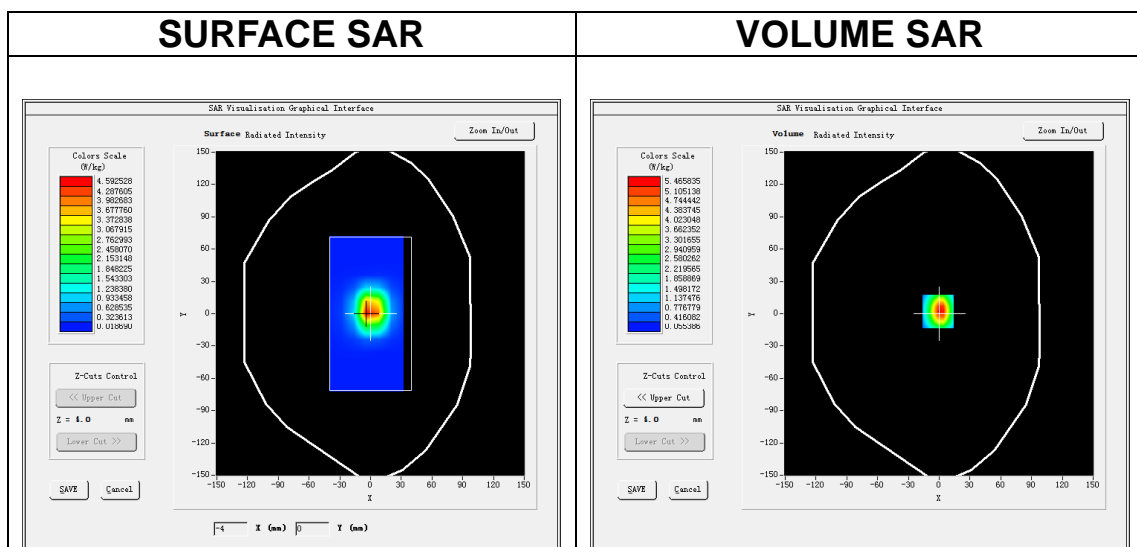 SURFACE SAR
VOLUME SAR
SAR Visualisation Graphical Interface
Surface Radiated Intensity
Zoom In/Out
Colors Scale
(W/kg)
4.592528
4.287605
3.982683
3.677760
3.372838
3.067915
2.762993
2.458070
2.153148
1.848225
1.543303
1.238380
0.933458
0.628535
0.323613
0.018690
150
120
90
60
30
0
-30
-60
-90
-120
-150
Y
-150 -120 -90 -60 -30 0 30 60 90 120 150
X
Z-Cuts Control
<< Upper Cut
Z = 4.0 mm
Lower Cut >>
SAVE
Cancel
-4 X (mm) 0 Y (mm)
SAR Visualisation Graphical Interface
Volume Radiated Intensity
Zoom In/Out
Colors Scale
(W/kg)
5.465835
5.105138
4.744442
4.383745
4.023048
3.662352
3.301655
2.940959
2.580262
2.219565
1.858869
1.498172
1.137476
0.776779
0.416082
0.055386
150
120
90
60
30
0
-30
-60
-90
-120
-150
Y
-150 -120 -90 -60 -30 0 30 60 90 120 150
X
Z-Cuts Control
<< Upper Cut
Z = 4.0 mm
Lower Cut >>
SAVE
Cancel